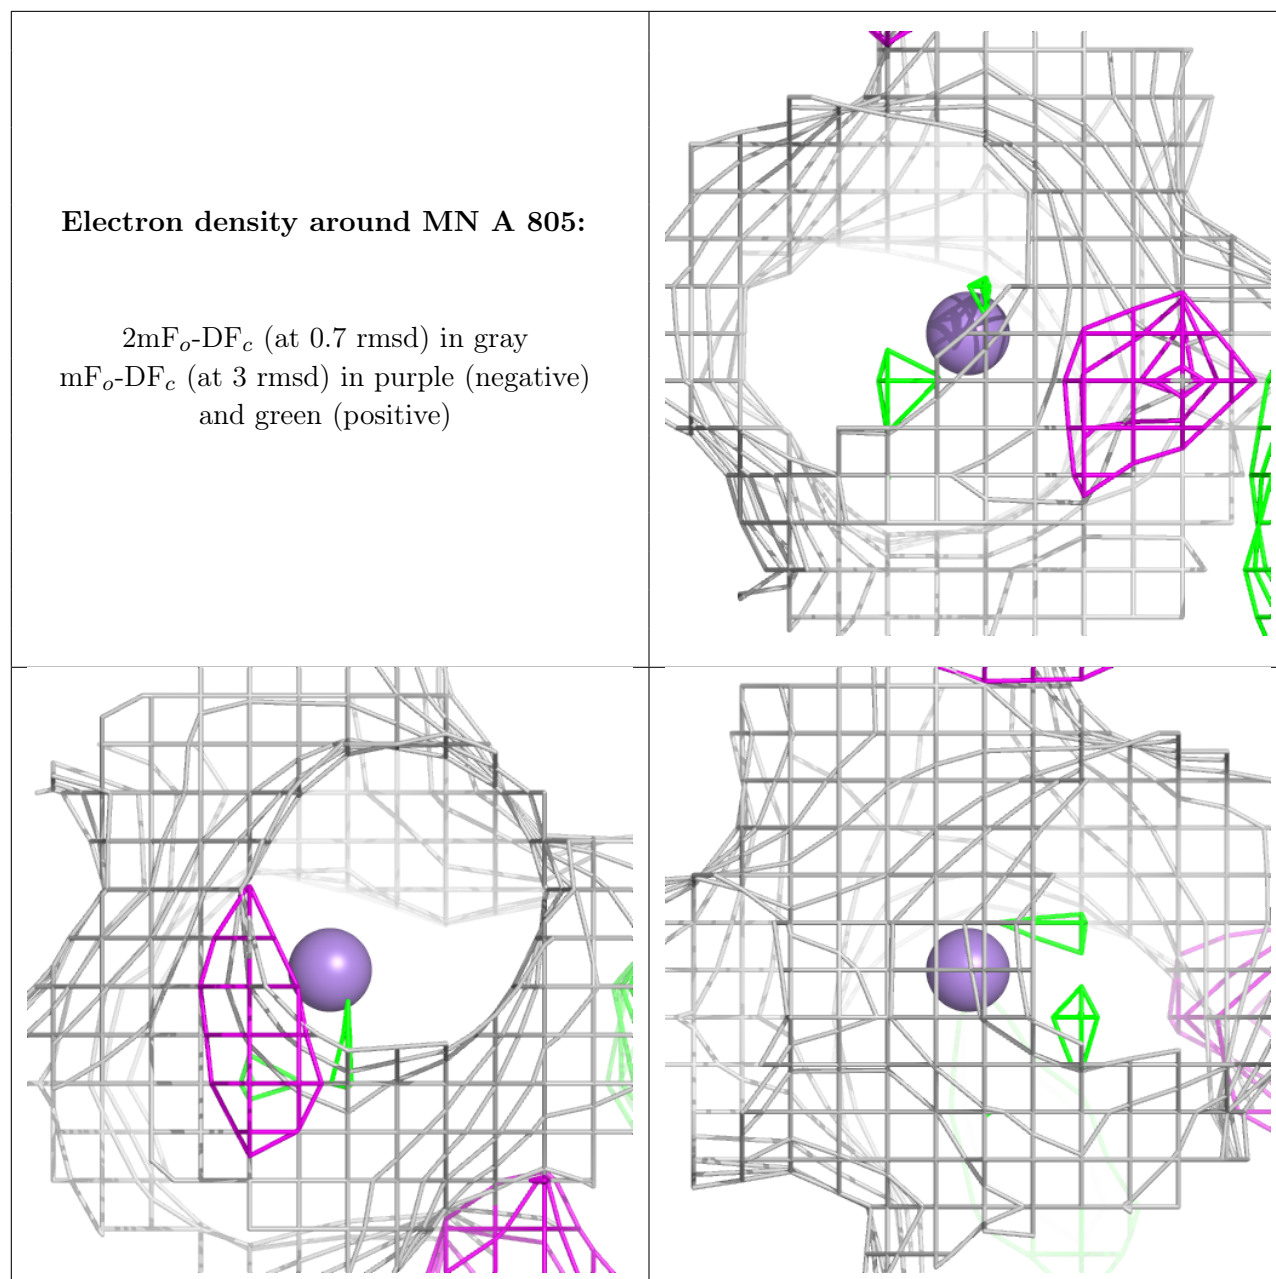 Electron density around MN A 805:
2mFo-DFc (at 0.7 rmsd) in gray
mFo-DFc (at 3 rmsd) in purple (negative)
and green (positive)